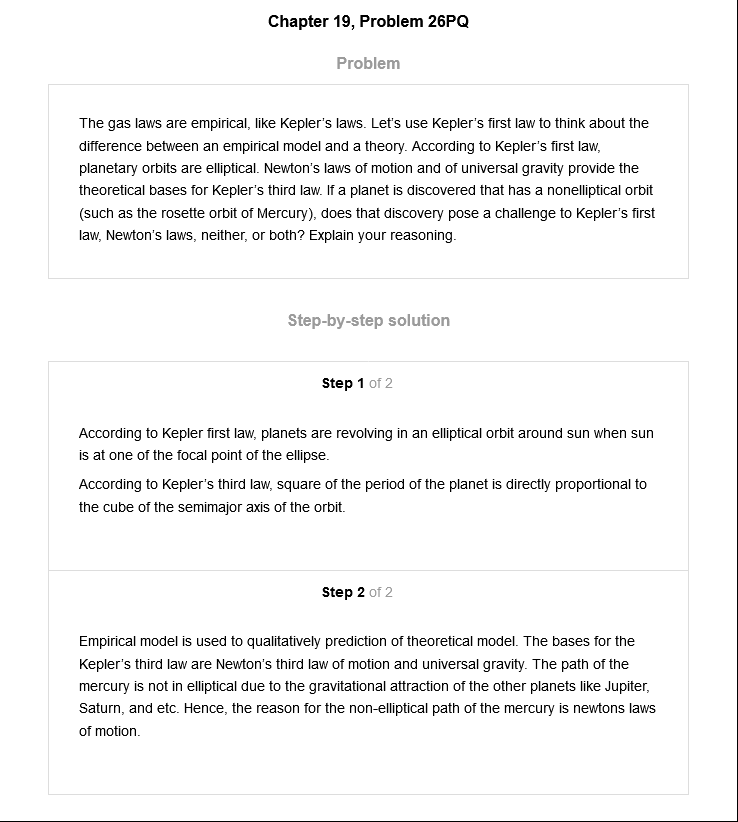 Chapter 19, Problem 26PQ
Problem
The gas laws are empirical, like Kepler’s laws. Let’s use Kepler’s first law to think about the
difference between an empirical model and a theory. According to Kepler’s first law,
planetary orbits are elliptical. Newton’s laws of motion and of universal gravity provide the
theoretical bases for Kepler’s third law. If a planet is discovered that has a nonelliptical orbit
(such as the rosette orbit of Mercury), does that discovery pose a challenge to Kepler’s first
law, Newton’s laws, neither, or both? Explain your reasoning.
Step-by-step solution
Step 1 of 2
According to Kepler first law, planets are revolving in an elliptical orbit around sun when sun
is at one of the focal point of the ellipse.
According to Kepler’s third law, square of the period of the planet is directly proportional to
the cube of the semimajor axis of the orbit.
Step 2 of 2
Empirical model is used to qualitatively prediction of theoretical model. The bases for the
Kepler’s third law are Newton’s third law of motion and universal gravity. The path of the
mercury is not in elliptical due to the gravitational attraction of the other planets like Jupiter,
Saturn, and etc. Hence, the reason for the non-elliptical path of the mercury is newtons laws
of motion.